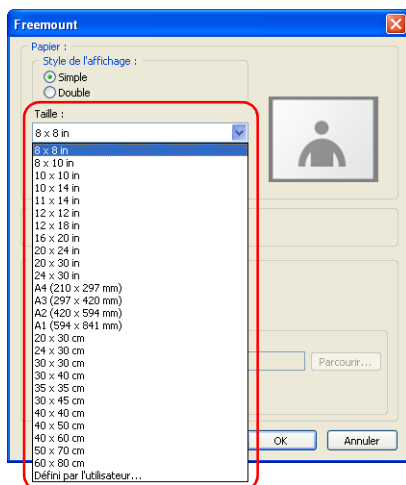 Freemount
Papier :
Style de l'affichage :
Simple
Double
Taille :
8 x 8 in
8 x 8 in
8 x 10 in
10 x 10 in
10 x 14 in
11 x 14 in
12 x 12 in
12 x 18 in
16 x 20 in
20 x 24 in
20 x 30 in
24 x 30 in
A4 (210 x 297 mm)
A3 (297 x 420 mm)
A2 (420 x 594 mm)
A1 (594 x 841 mm)
20 x 30 cm
24 x 30 cm
30 x 30 cm
30 x 40 cm
35 x 35 cm
30 x 45 cm
40 x 40 cm
40 x 50 cm
40 x 60 cm
50 x 70 cm
60 x 80 cm
Défini par l'utilisateur...
Parcourir...
OK
Annuler